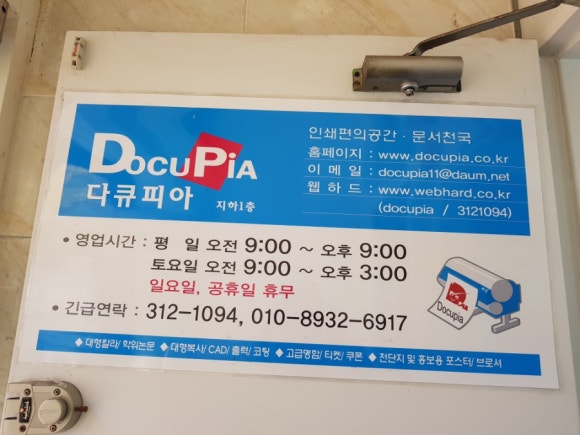 DOCUPIA
다큐피아 지하1층
인쇄편의공간 · 문서천국
홈페이지 : www.docupia.co.kr
이 메 일 : docupia11@daum.net
웹 하 드 : www.webhard.co.kr
(docupia / 3121094)
• 영업시간 : 평 일 오전 9:00 ~ 오후 9:00
토요일 오전 9:00 ~ 오후 3:00
일요일, 공휴일 휴무
• 긴급연락 : 312-1094, 010-8932-6917
Docupia
◆ 대형칼라/ 학위논문 ◆ 대형복사/ CAD/ 출력/ 코팅 ◆ 고급명함/ 티켓/ 쿠폰 ◆ 전단지 및 홍보용 포스터/ 브로셔